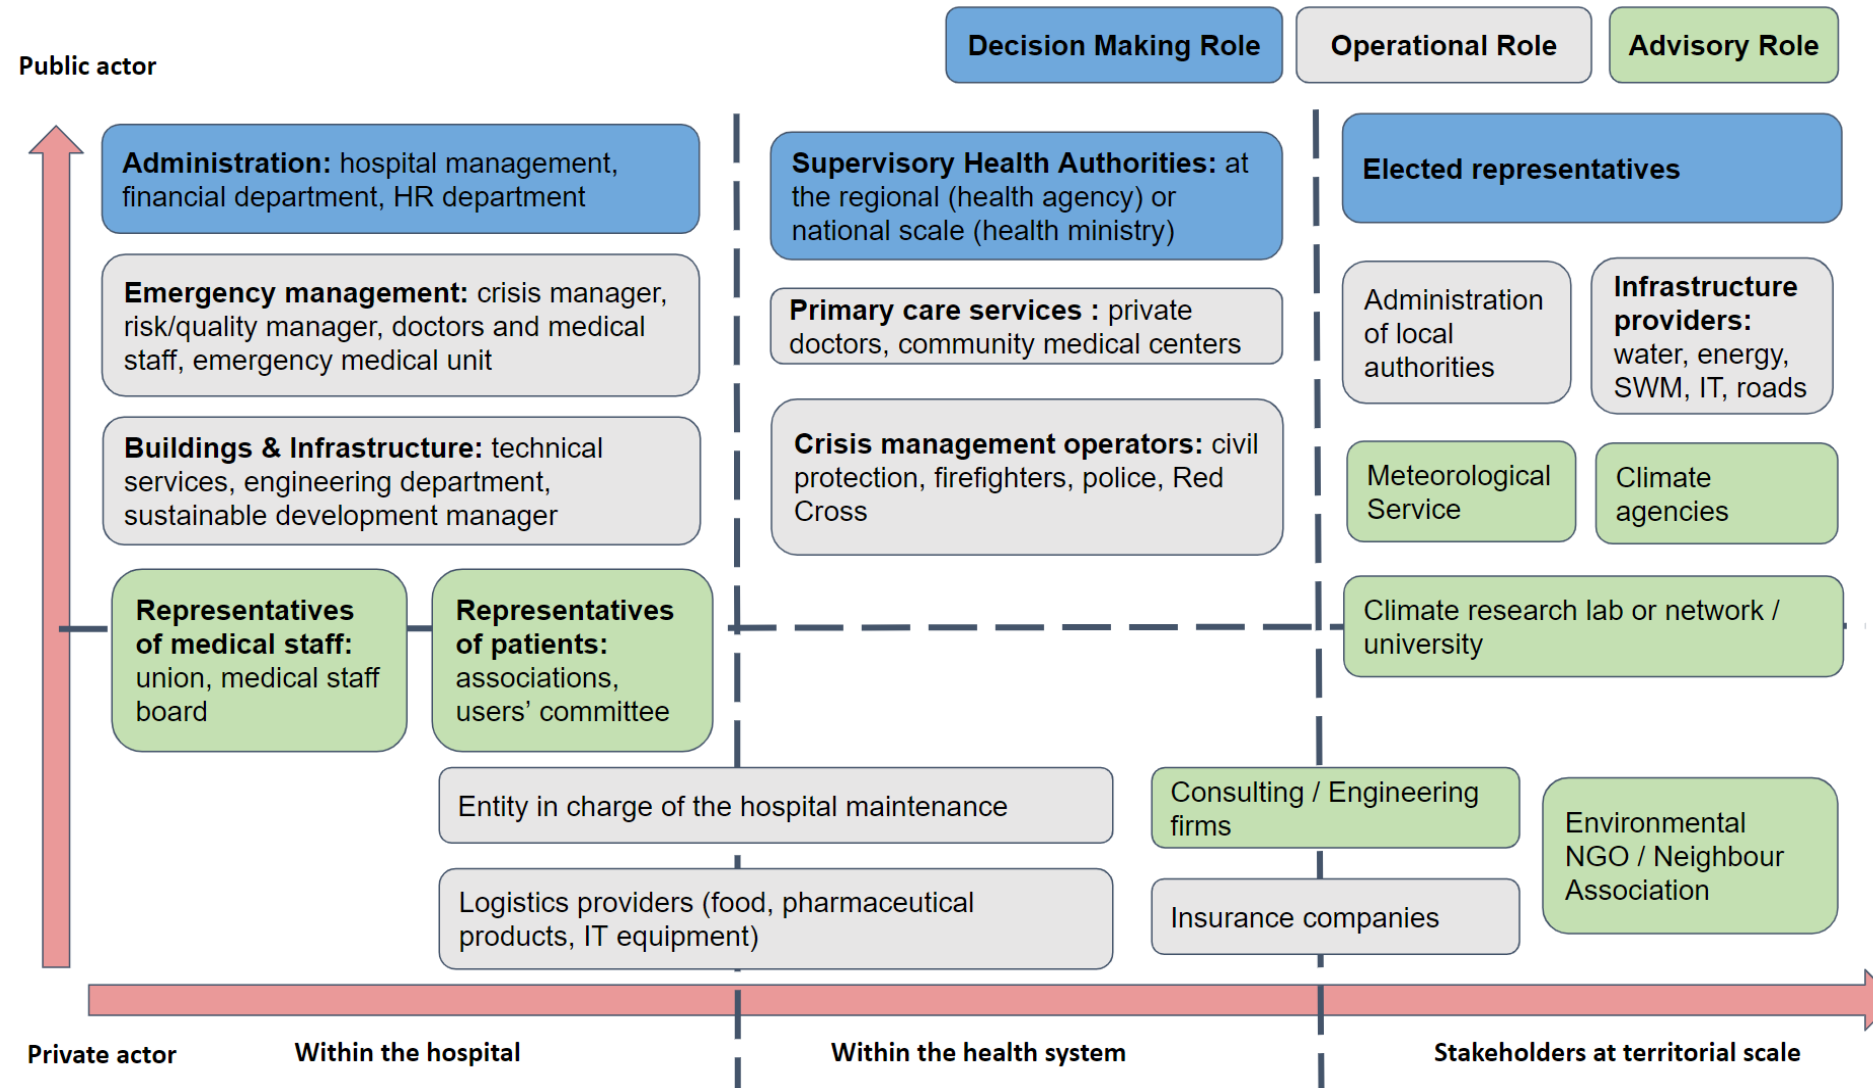 Decision Making Role
Operational Role
Advisory Role
Public actor
Administration: hospital management,
financial department, HR department
Supervisory Health Authorities: at
the regional (health agency) or
national scale (health ministry)
Elected representatives
Emergency management: crisis manager,
risk/quality manager, doctors and medical
staff, emergency medical unit
Primary care services : private
doctors, community medical centers
Administration
of local
authorities
Infrastructure
providers:
water, energy,
SWM, IT, roads
Buildings & Infrastructure: technical
services, engineering department,
sustainable development manager
Crisis management operators: civil
protection, firefighters, police, Red
Cross
Meteorological
Service
Climate
agencies
Representatives
of medical staff:
union, medical staff
board
Representatives
of patients:
associations,
users’ committee
Climate research lab or network /
university
Entity in charge of the hospital maintenance
Consulting / Engineering
firms
Environmental
NGO / Neighbour
Association
Logistics providers (food, pharmaceutical
products, IT equipment)
Insurance companies
Private actor
Within the hospital
Within the health system
Stakeholders at territorial scale